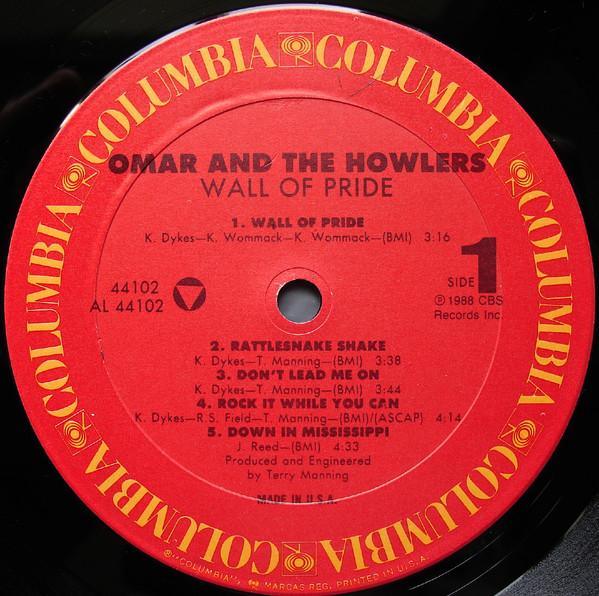 COLUMBIA COLUMBIA COLUMBIA COLUMBIA COLUMBIA COLUMBIA
OMAR AND THE HOWLERS
WALL OF PRIDE
1. WALL OF PRIDE
K. Dykes—K. Wommack—K. Wommack—(BMI) 3:16
44102
AL 44102
SIDE 1
℗ 1988 CBS
Records Inc.
2. RATTLESNAKE SHAKE
K. Dykes—T. Manning—(BMI) 3:38
3. DON'T LEAD ME ON
K. Dykes—T. Manning—(BMI) 3:44
4. ROCK IT WHILE YOU CAN
K. Dykes—R.S. Field—T. Manning—(BMI)/(ASCAP) 4:14
5. DOWN IN MISSISSIPPI
J. Reed—(BMI) 4:33
Produced and Engineered
by Terry Manning
MADE IN U.S.A.
®"COLUMBIA", MARCAS REG. PRINTED IN U.S.A.